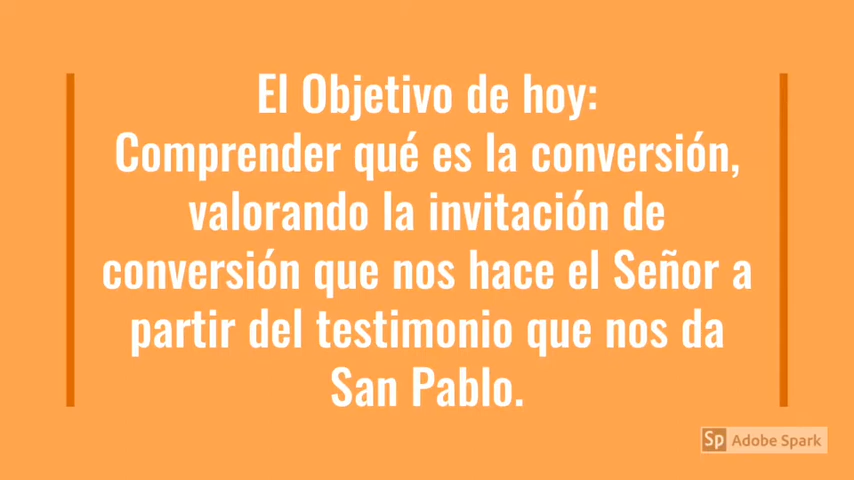 El Objetivo de hoy:
Comprender qué es la conversión,
valorando la invitación de
conversión que nos hace el Señor a
partir del testimonio que nos da
San Pablo.
Sp Adobe Spark